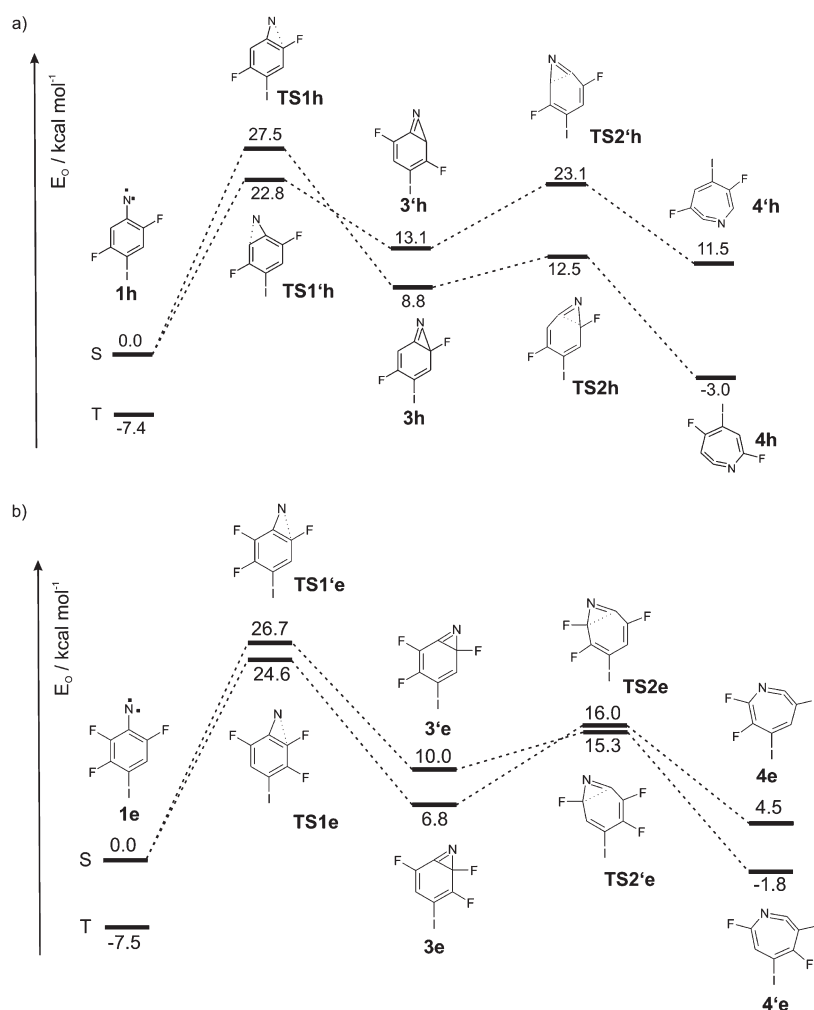 a)
E₀ / kcal mol⁻¹
N
F
F
I
TS1h
27.5
22.8
N
F
F
I
TS1'h
N
F
F
I
1h
S
0.0
T
-7.4
N
F
F
I
3'h
13.1
8.8
N
F
F
I
3h
N
F
F
I
TS2'h
23.1
12.5
N
F
F
I
TS2h
I
F
F
N
4'h
11.5
-3.0
I
F
N
F
4h
b)
E₀ / kcal mol⁻¹
N
F
F
F
I
TS1'e
26.7
24.6
N
F
F
F
I
TS1e
N
F
F
F
I
1e
S
0.0
T
-7.5
N
F
F
F
I
3'e
10.0
6.8
N
F
F
F
I
3e
N
F
F
F
I
TS2e
16.0
15.3
N
F
F
F
I
TS2'e
N
F
F
I
4e
4.5
-1.8
N
F
F
I
4'e